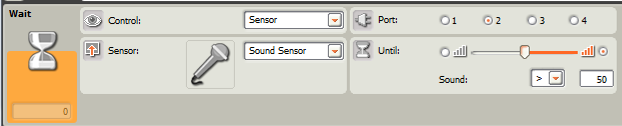 Wait
Control: Sensor
Port: 1 2 3 4
Sensor: Sound Sensor
Until:
Sound: > 50
0